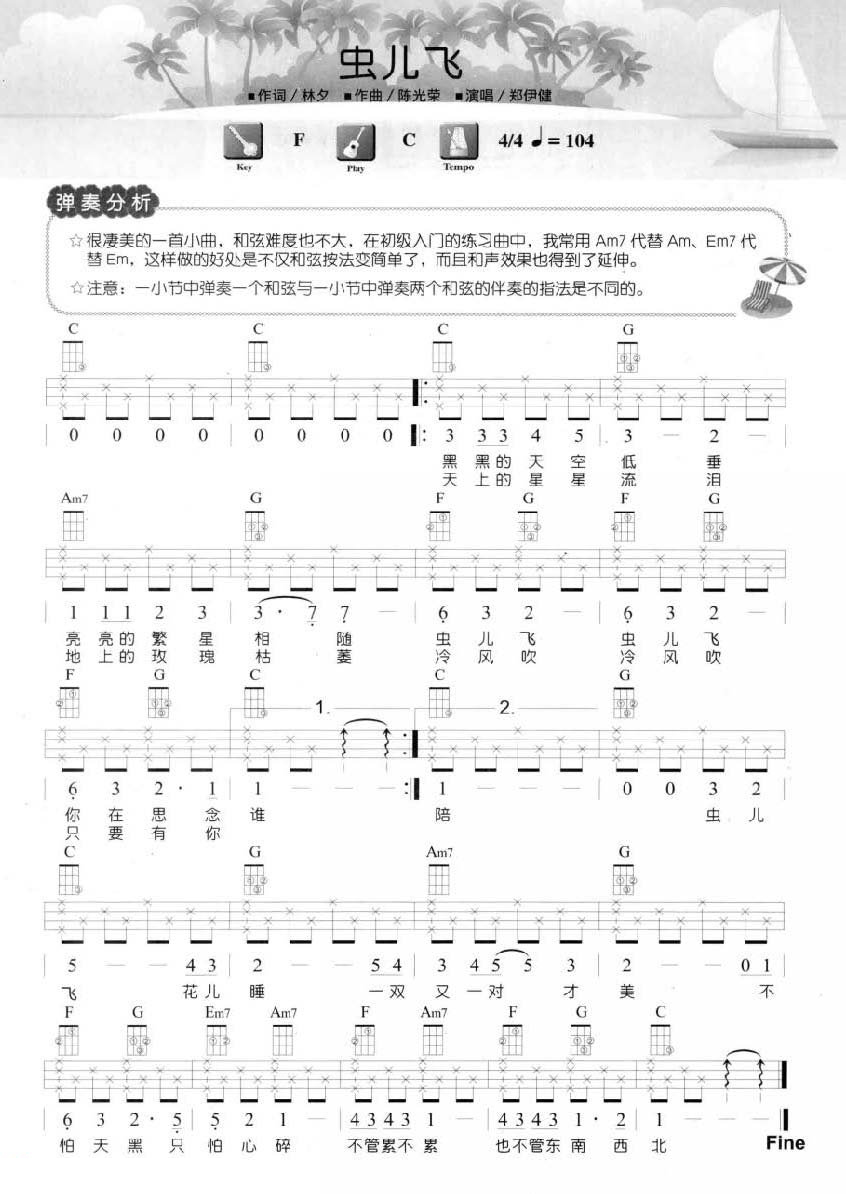 虫儿飞
■作词/林夕 ■作曲/陈光荣 ■演唱/郑伊健
F C 4/4 ♩= 104
Key Play Tempo
弹奏分析
☆很凄美的一首小曲，和弦难度也不大，在初级入门的练习曲中，我常用 Am7 代替 Am、Em7 代
替 Em，这样做的好处是不仅和弦按法变简单了，而且和声效果也得到了延伸。
☆注意：一小节中弹奏一个和弦与一小节中弹奏两个和弦的伴奏的指法是不同的。
C C C G
0 0 0 0 | 0 0 0 0 𝄆 3 3 3 4 5 | 3 — 2 —
黑 黑 的 天 空 低 垂
天 上 的 星 星 流 泪
Am7 G F G F G
1 1 1 2 3 | 3 · 7 7 — | 6 3 2 — | 6 3 2 —
亮 亮 的 繁 星 相 随 虫 儿 飞 虫 儿 飞
地 上 的 玫 瑰 枯 萎 冷 风 吹 冷 风 吹
F G C C G
1. 2.
6 3 2 · 1 | 1 — — — :| 1 — — — | 0 0 3 2
你 在 思 念 谁 陪 虫 儿
只 要 有 你
C G Am7 G
5 — — 4 3 | 2 — — 5 4 | 3 4 5 5 3 | 2 — — 0 1
飞 花 儿 睡 一 双 又 一 对 才 美 不
F G Em7 Am7 F Am7 F G C
6 3 2 · 5 | 5 2 1 — | 4 3 4 3 1 — | 4 3 4 3 1 · 2 | 1 — — —
怕 天 黑 只 怕 心 碎 不管累不 累 也不管东 南 西 北
Fine